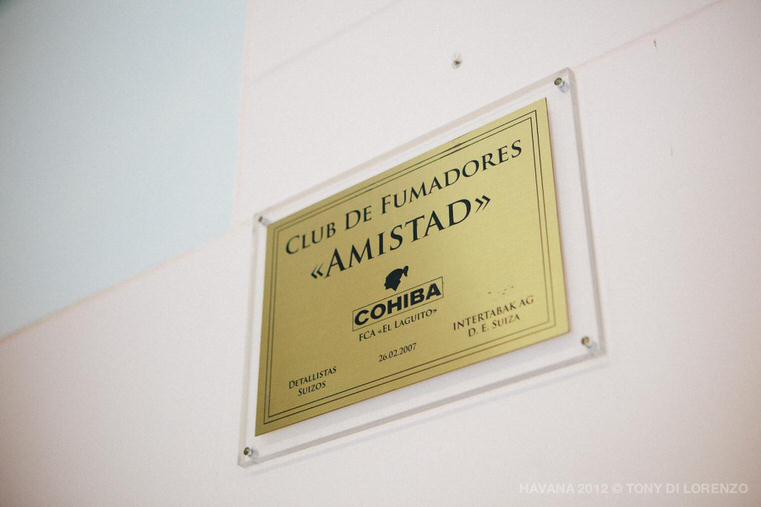 CLUB DE FUMADORES
«AMISTAD»
COHIBA
FCA «EL LAGUITO»
DETALLISTAS
SUIZOS
26.02.2007
INTERTABAK AG
D. E. SUIZA
HAVANA 2012 © TONY DI LORENZO